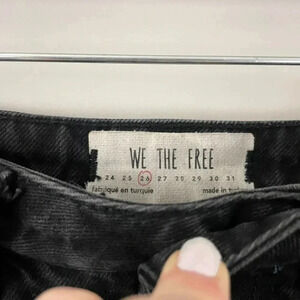 WE THE FREE
24 25 26 27 28 29 30 31
fabriqué en turquie made in